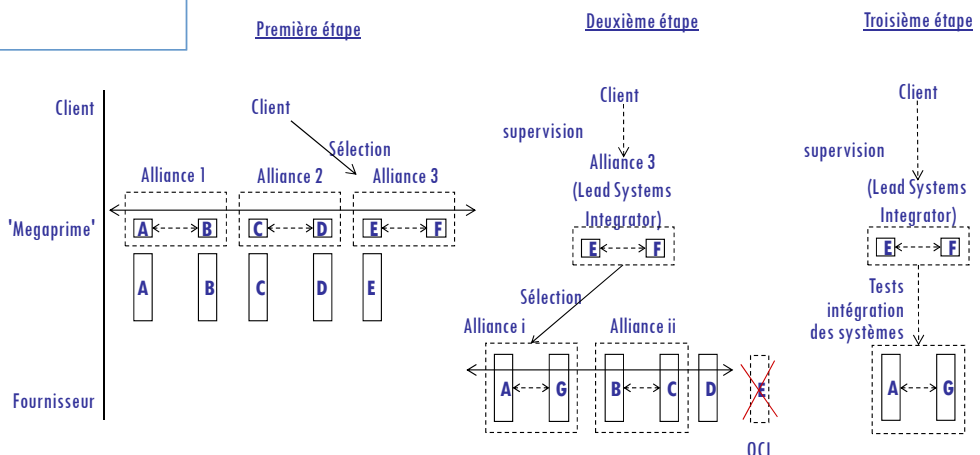 Première étape
Deuxième étape
Troisième étape
Client
Client
Sélection
Alliance 1
Alliance 2
Alliance 3
'Megaprime'
A
B
C
D
E
F
A
B
C
D
E
Fournisseur
Client
supervision
Alliance 3
(Lead Systems
Integrator)
E
F
Sélection
Alliance i
Alliance ii
A
G
B
C
D
E
OCI
Client
supervision
(Lead Systems
Integrator)
E
F
Tests
intégration
des systèmes
A
G